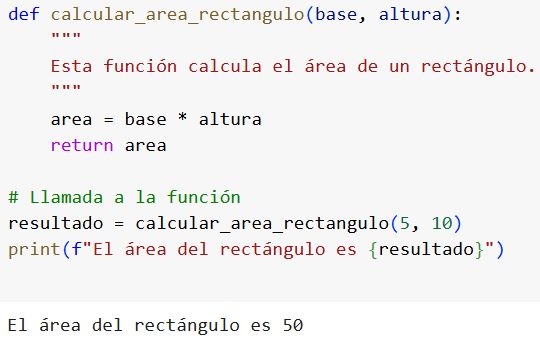 def calcular_area_rectangulo(base, altura):
    """
    Esta función calcula el área de un rectángulo.
    """
    area = base * altura
    return area
# Llamada a la función
resultado = calcular_area_rectangulo(5, 10)
print(f"El área del rectángulo es {resultado}")
El área del rectángulo es 50